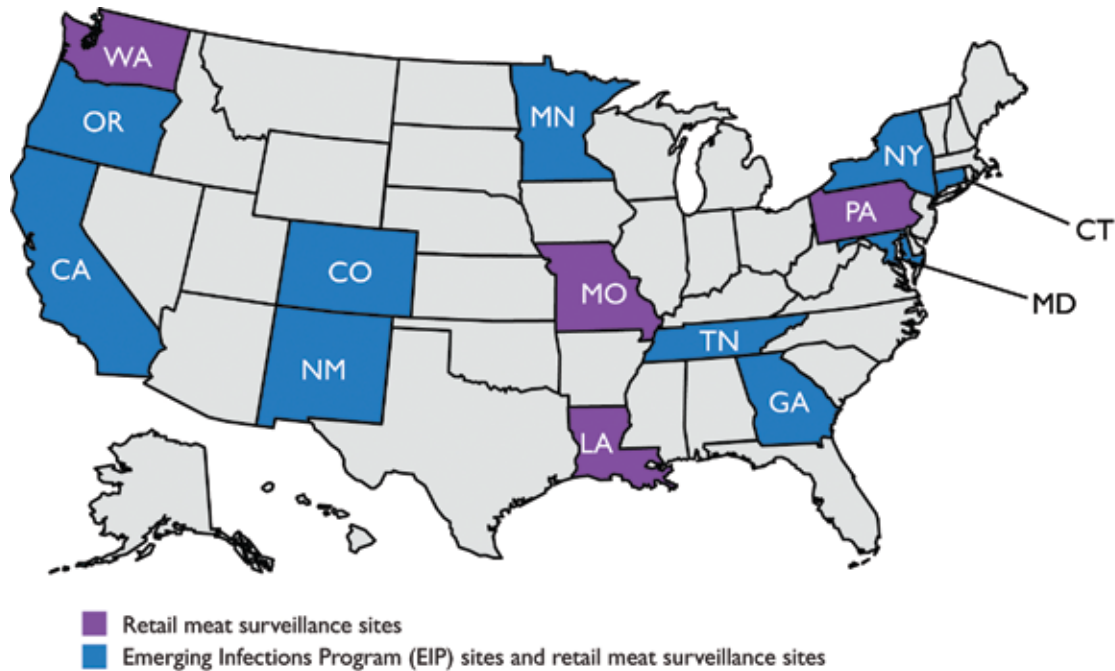 WA
OR
MN
NY
PA
CT
CA
CO
MO
MD
NM
TN
GA
LA
Retail meat surveillance sites
Emerging Infections Program (EIP) sites and retail meat surveillance sites